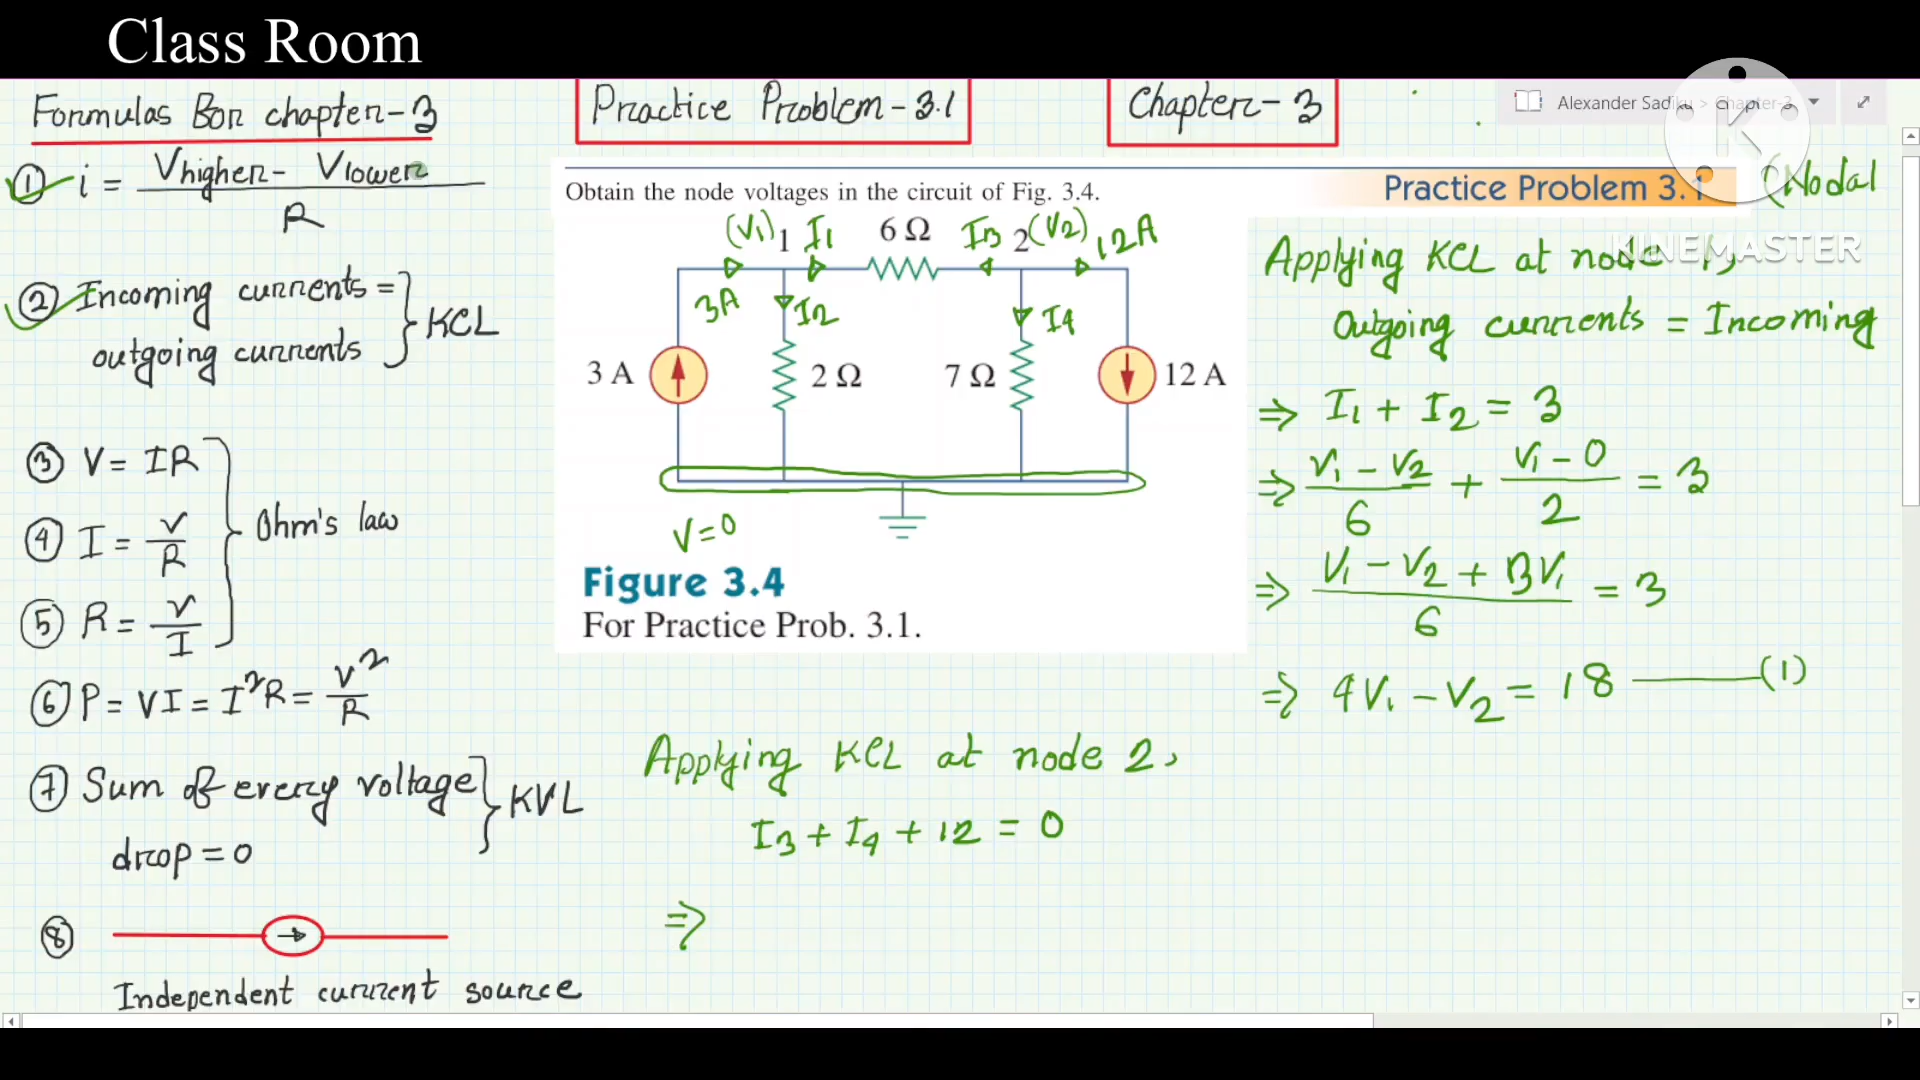 Class Room
Formulas For chapter-3
Practice Problem - 3.1
Chapter- 3
Alexander Sadiku > Chapter-3
① i = Vhigher - Vlower / R
② Incoming currents =
outgoing currents } KCL
③ V = IR
④ I = V/R
⑤ R = V/I
} Ohm's law
⑥ P = VI = I²R = V²/R
⑦ Sum of every voltage
drop = 0 } KVL
⑧
Independent current source
Obtain the node voltages in the circuit of Fig. 3.4.
Practice Problem 3.1
(Nodal
KINEMASTER
(V1) 1 I1 6 Ω I3 2 (V2) 12A
3A I2 I4
3 A 2 Ω 7 Ω 12 A
V=0
Figure 3.4
For Practice Prob. 3.1.
Applying KCL at node 1,
Outgoing currents = Incoming
⇒ I1 + I2 = 3
⇒ V1 - V2 / 6 + V1 - 0 / 2 = 3
⇒ V1 - V2 + 3V1 / 6 = 3
⇒ 4V1 - V2 = 18 ——(1)
Applying KCL at node 2,
I3 + I4 + 12 = 0
⇒